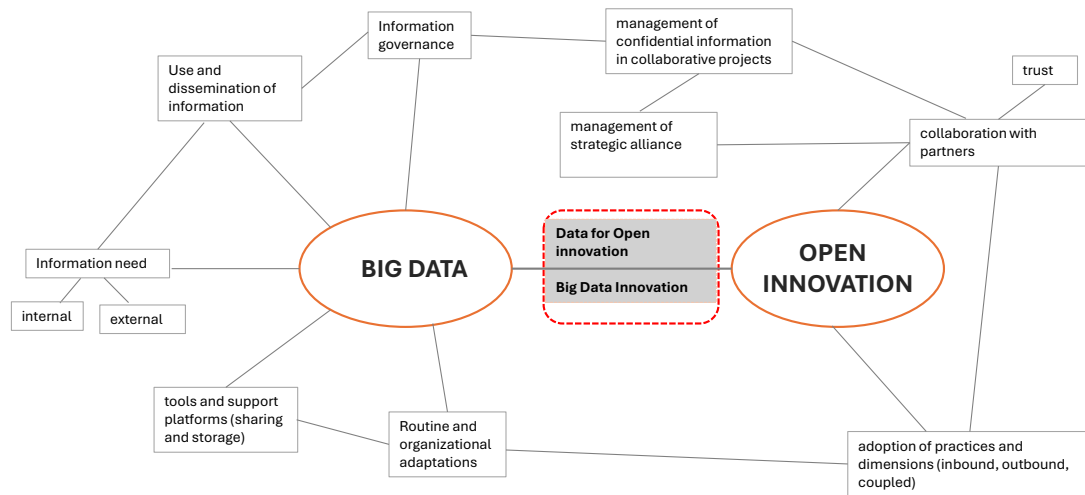 Information
governance
management of
confidential information
in collaborative projects
Use and
dissemination of
information
trust
management of
strategic alliance
collaboration with
partners
Information need
internal
external
BIG DATA
Data for Open
innovation
Big Data Innovation
OPEN
INNOVATION
tools and support
platforms (sharing
and storage)
Routine and
organizational
adaptations
adoption of practices and
dimensions (inbound, outbound,
coupled)